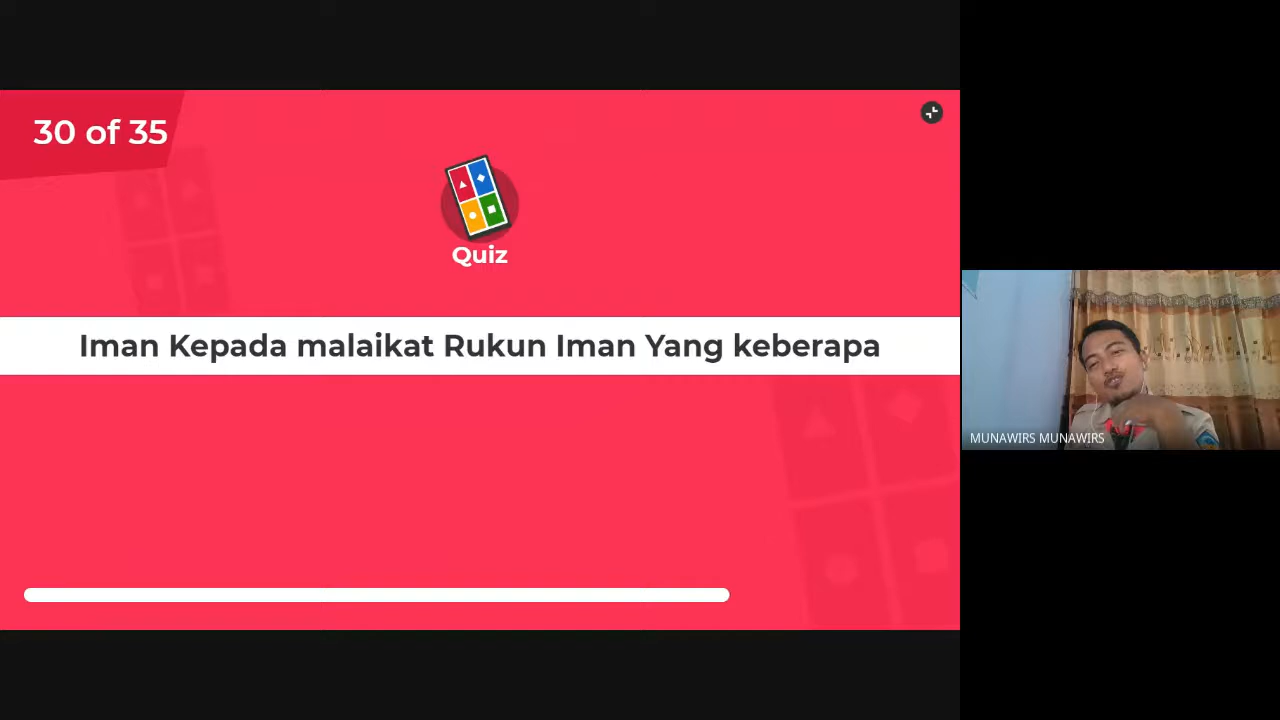 30 of 35
Quiz
Iman Kepada malaikat Rukun Iman Yang keberapa
MUNAWIRS MUNAWIRS